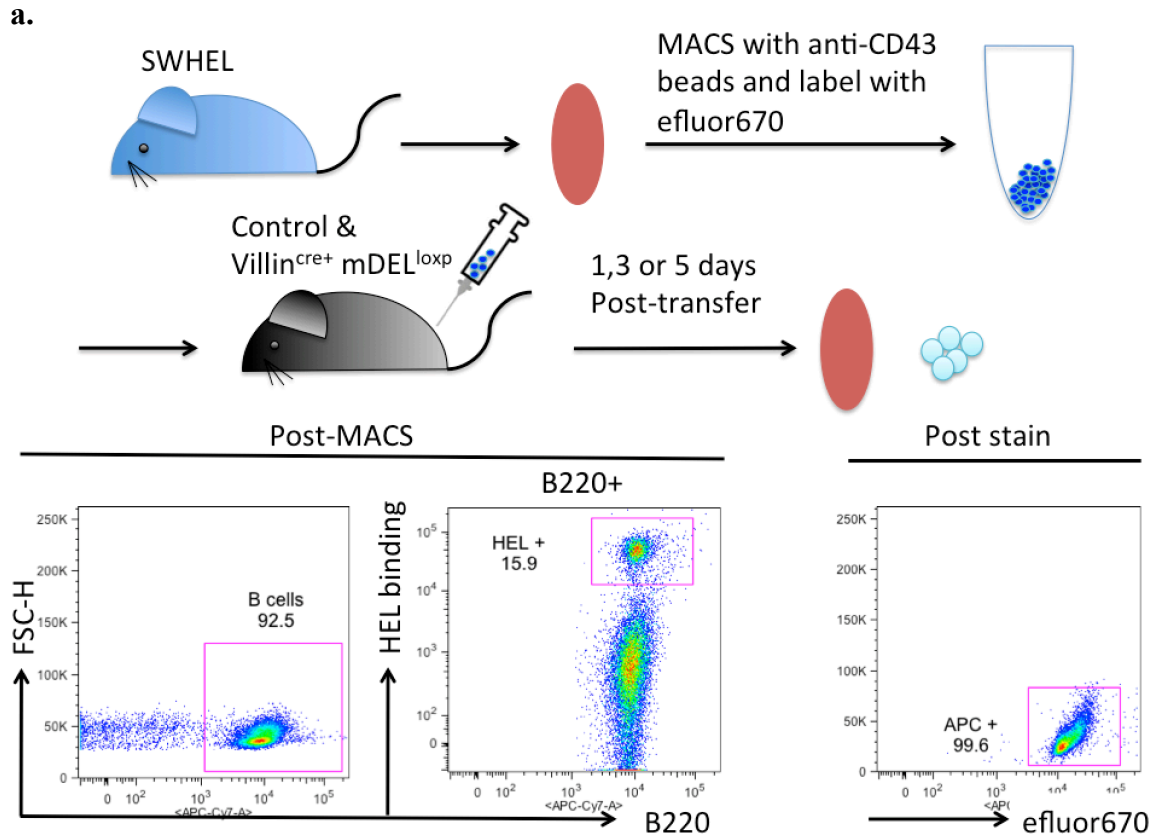 a.
SWHEL
MACS with anti-CD43
beads and label with
efluor670
Control &
Villincre+ mDELloxp
1,3 or 5 days
Post-transfer
Post-MACS
Post stain
B220+
FSC-H
250K
200K
150K
100K
50K
0
B cells
92.5
0 102 103 104 105
<APC-Cy7-A>
HEL binding
105
104
103
102
0
HEL +
15.9
0 102 103 104 105
<APC-Cy7-A>
B220
250K
200K
150K
100K
50K
0
APC +
99.6
0 102 103 104 105
<AP
efluor670